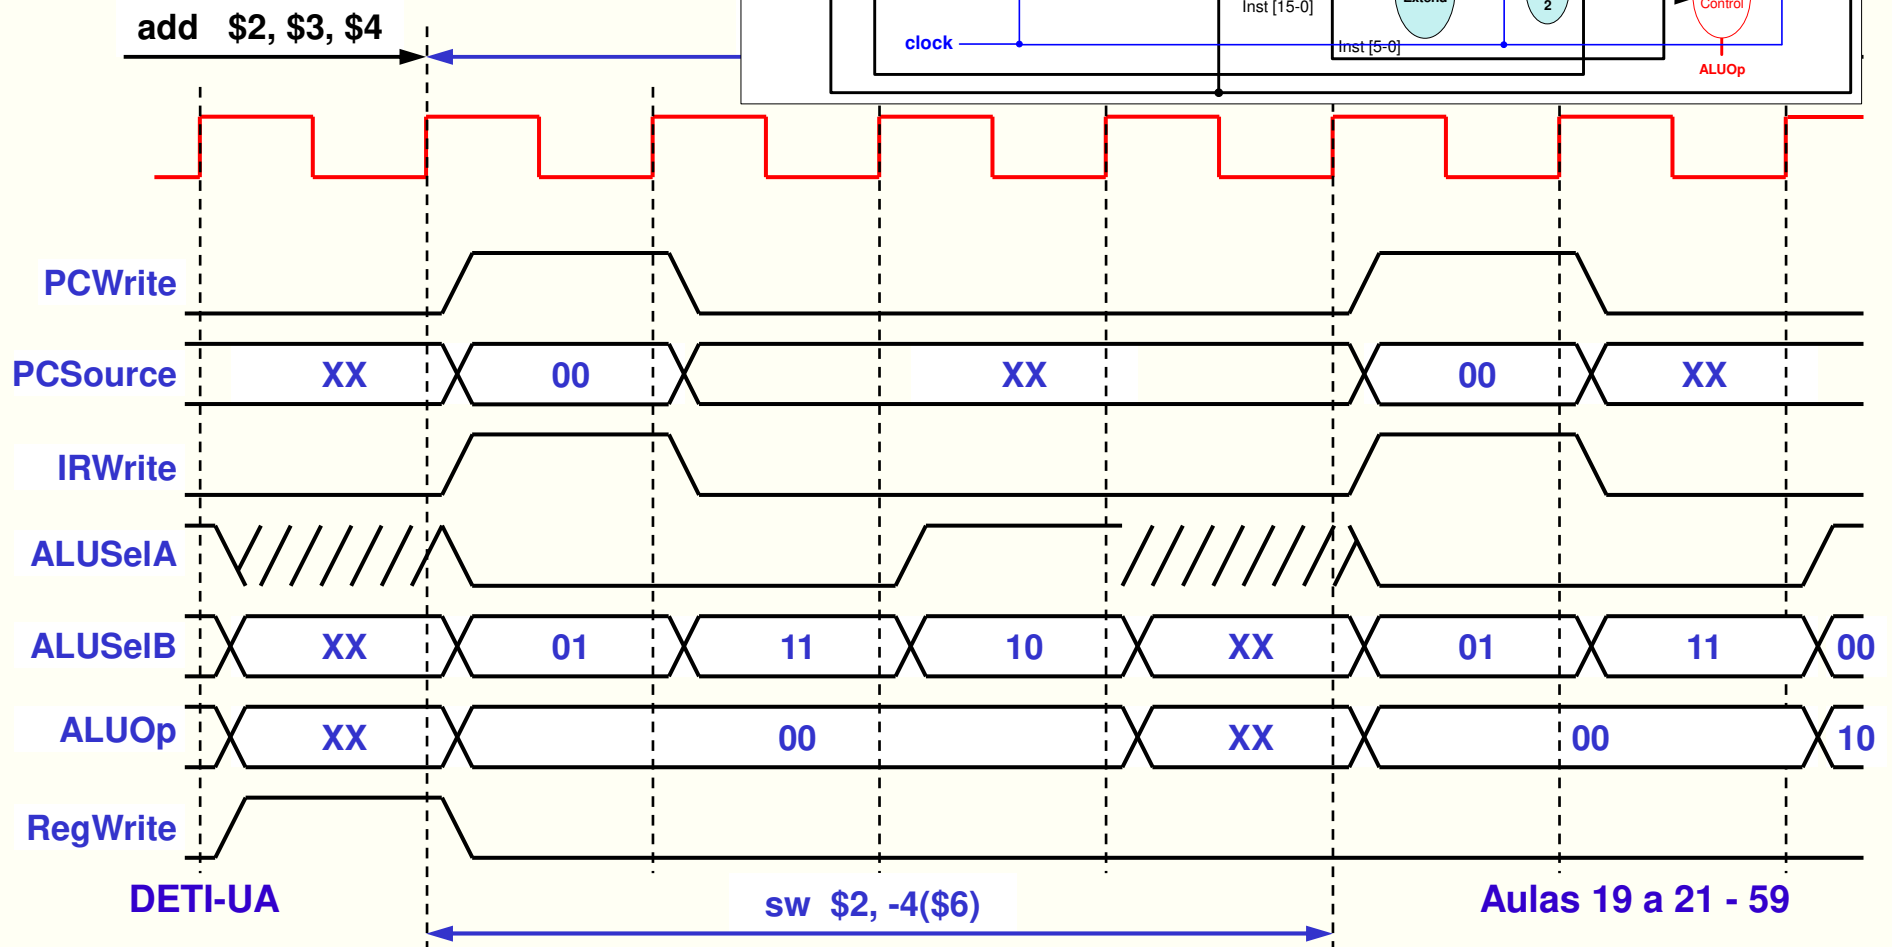 add $2, $3, $4
Inst [15-0]
2
Control
clock
Inst [5-0]
ALUOp
PCWrite
PCSource XX 00 XX 00 XX
IRWrite
ALUSelA
ALUSelB XX 01 11 10 XX 01 11 00
ALUOp XX 00 XX 00 10
RegWrite
DETI-UA
sw $2, -4($6)
Aulas 19 a 21 - 59